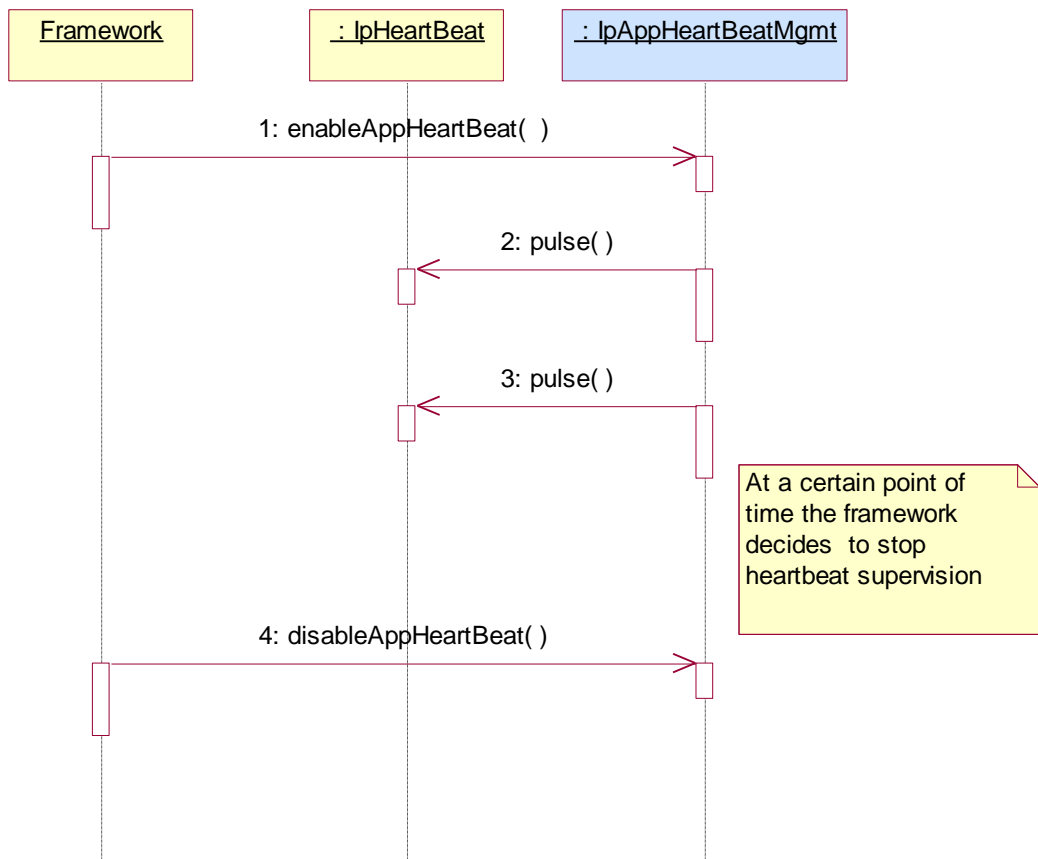 Framework
: IpHeartBeat
: IpAppHeartBeatMgmt
1: enableAppHeartBeat(  )
2: pulse( )
3: pulse( )
At a certain point of
time the framework
decides  to stop
heartbeat supervision
4: disableAppHeartBeat( )